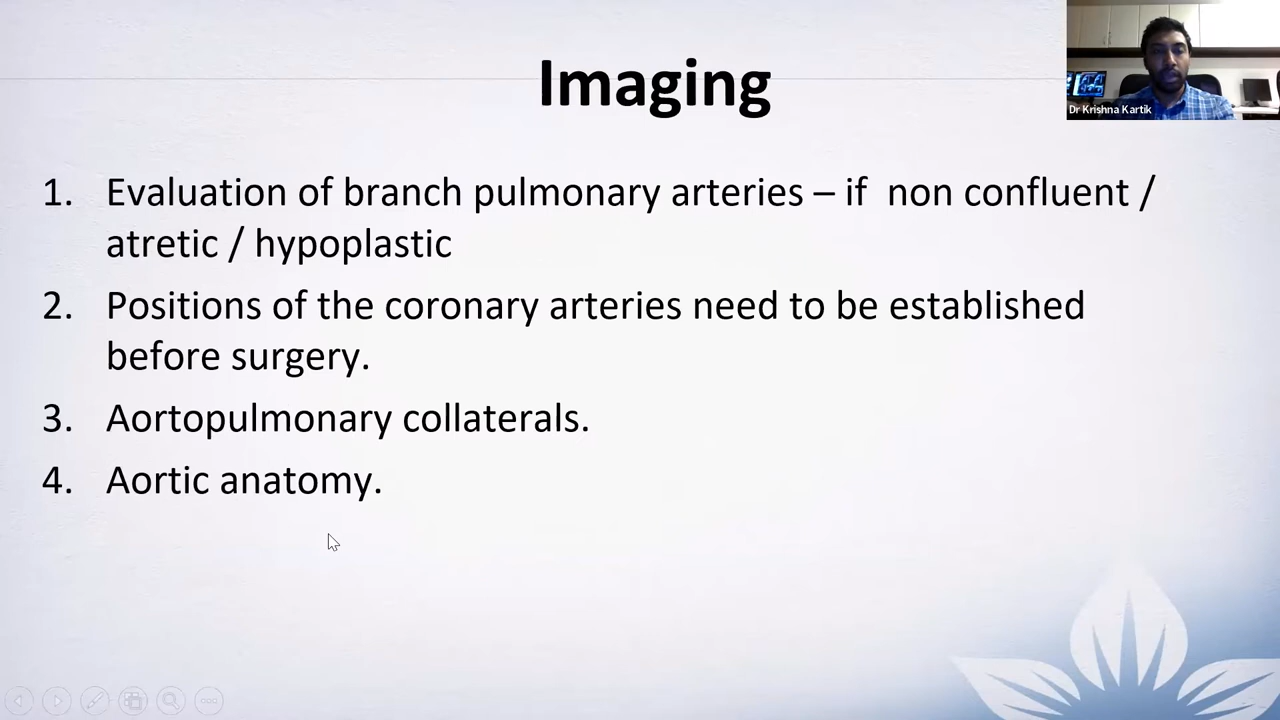 Imaging
Dr Krishna Kartik
1. Evaluation of branch pulmonary arteries – if  non confluent /
atretic / hypoplastic
2. Positions of the coronary arteries need to be established
before surgery.
3. Aortopulmonary collaterals.
4. Aortic anatomy.